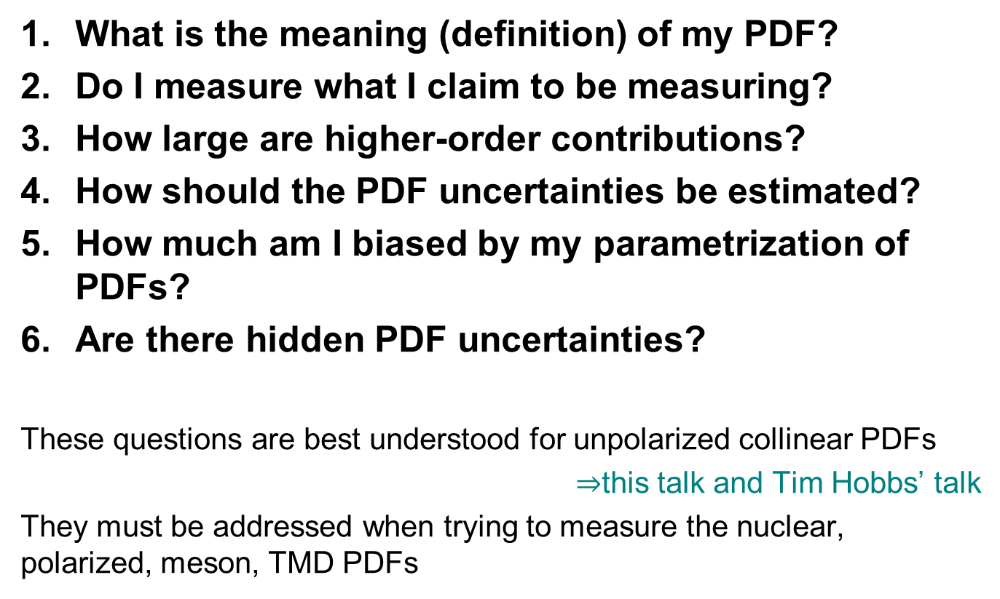 1. What is the meaning (definition) of my PDF?
2. Do I measure what I claim to be measuring?
3. How large are higher-order contributions?
4. How should the PDF uncertainties be estimated?
5. How much am I biased by my parametrization of
PDFs?
6. Are there hidden PDF uncertainties?
These questions are best understood for unpolarized collinear PDFs
⇒this talk and Tim Hobbs’ talk
They must be addressed when trying to measure the nuclear,
polarized, meson, TMD PDFs